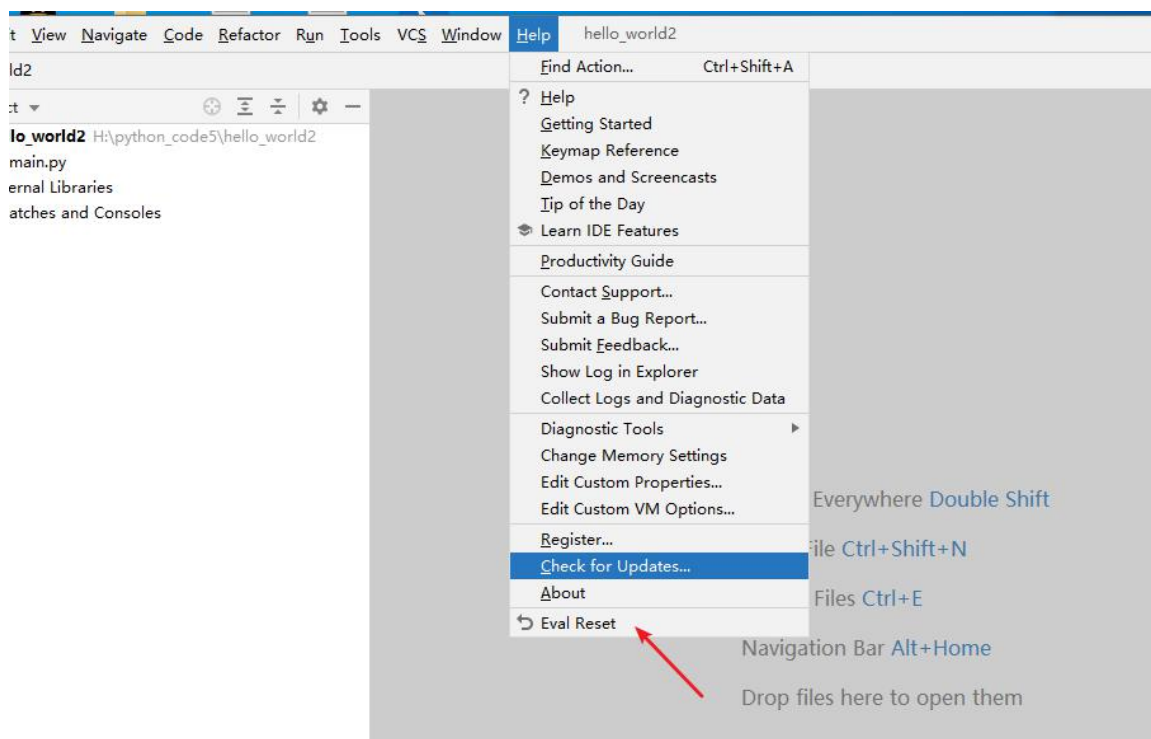 t View Navigate Code Refactor Run Tools VCS Window Help hello_world2
ld2
ct
lo_world2 H:\python_code5\hello_world2
main.py
ernal Libraries
atches and Consoles
Find Action... Ctrl+Shift+A
? Help
Getting Started
Keymap Reference
Demos and Screencasts
Tip of the Day
Learn IDE Features
Productivity Guide
Contact Support...
Submit a Bug Report...
Submit Feedback...
Show Log in Explorer
Collect Logs and Diagnostic Data
Diagnostic Tools
Change Memory Settings
Edit Custom Properties...
Edit Custom VM Options...
Register...
Check for Updates...
About
Eval Reset
Everywhere Double Shift
File Ctrl+Shift+N
Files Ctrl+E
Navigation Bar Alt+Home
Drop files here to open them